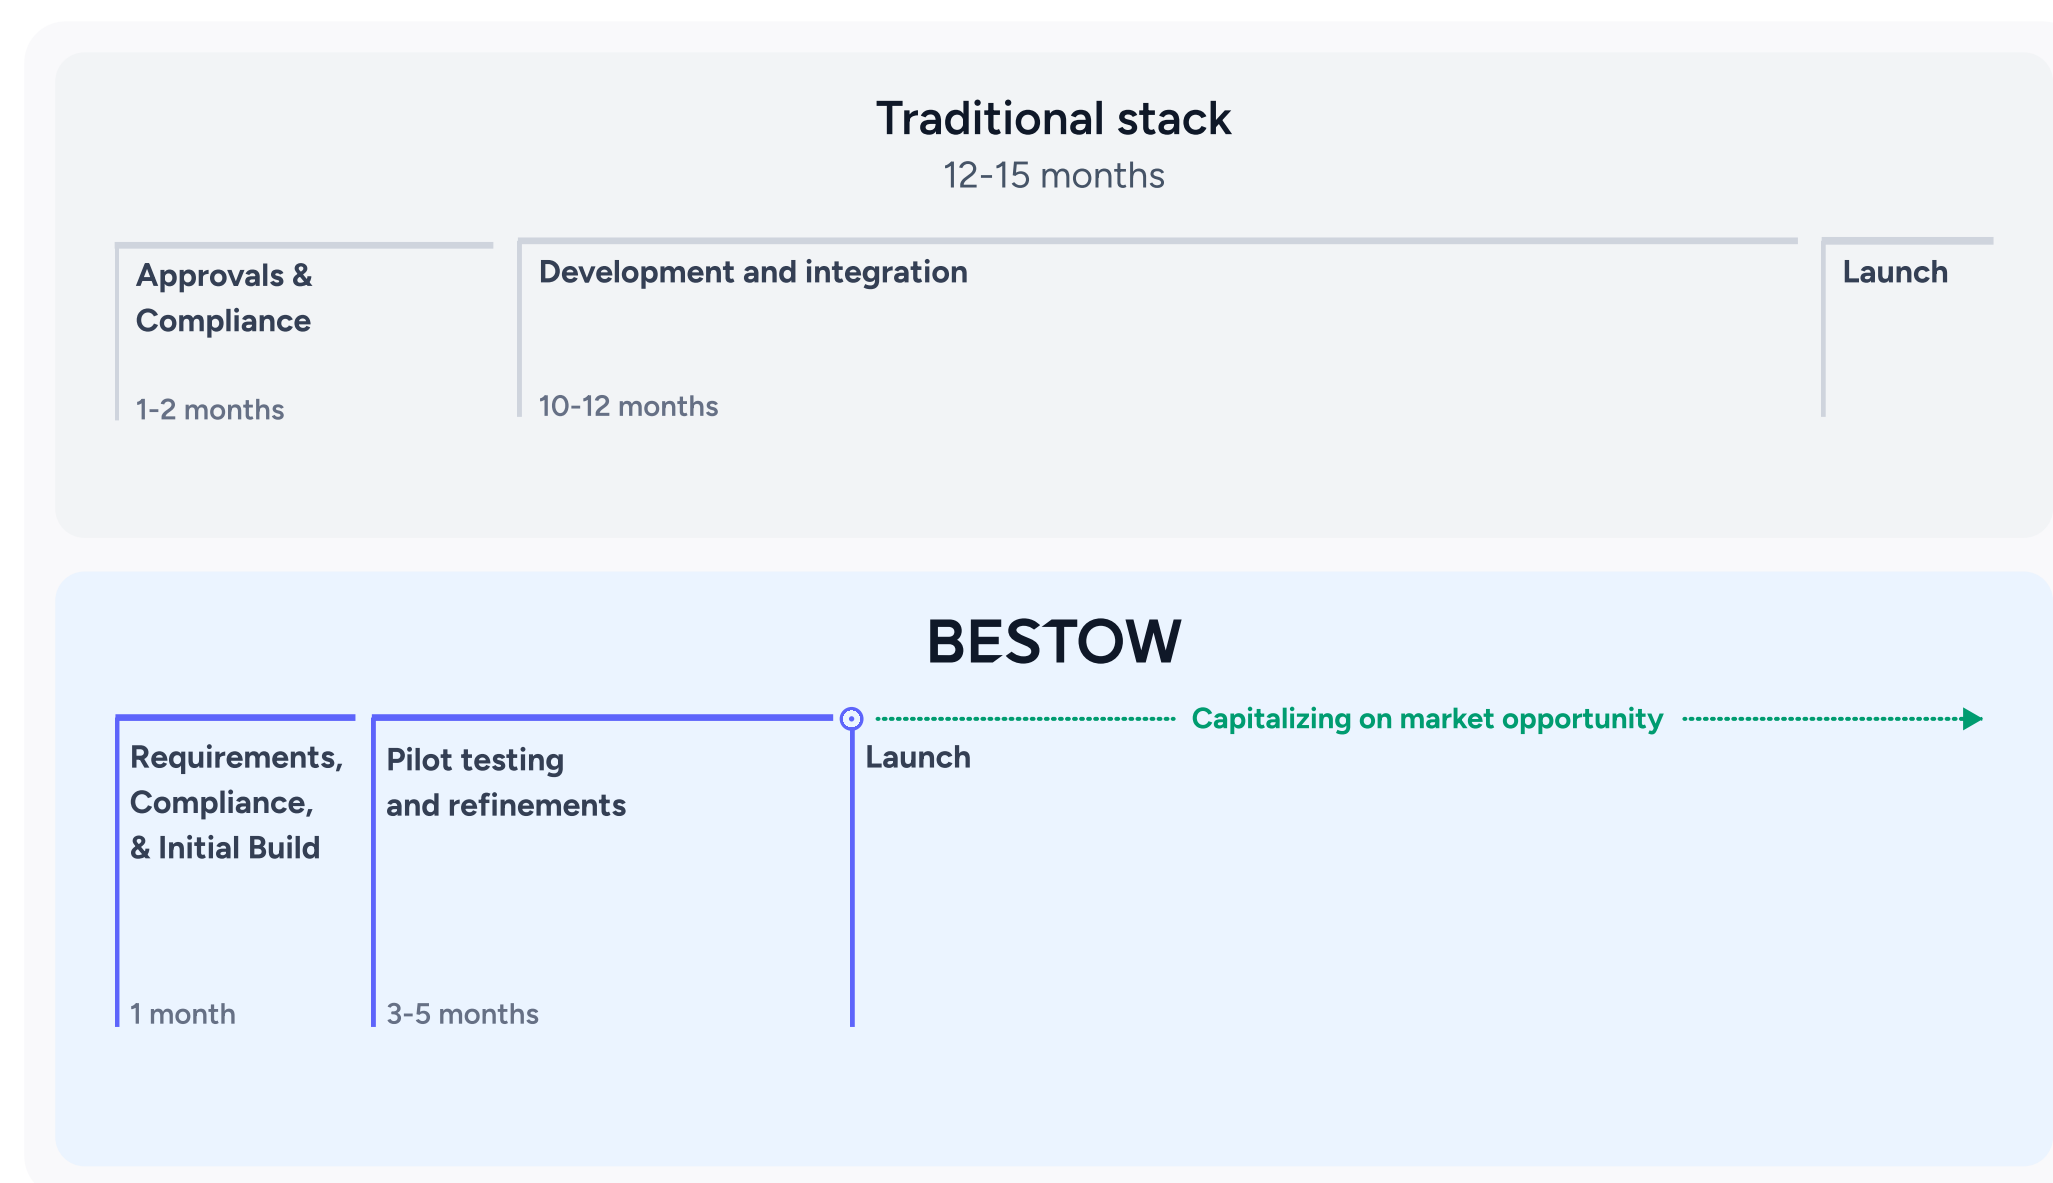 Traditional stack
12-15 months
Approvals &
Compliance
1-2 months
Development and integration
10-12 months
Launch
BESTOW
Capitalizing on market opportunity
Requirements,
Compliance,
& Initial Build
1 month
Pilot testing
and refinements
3-5 months
Launch